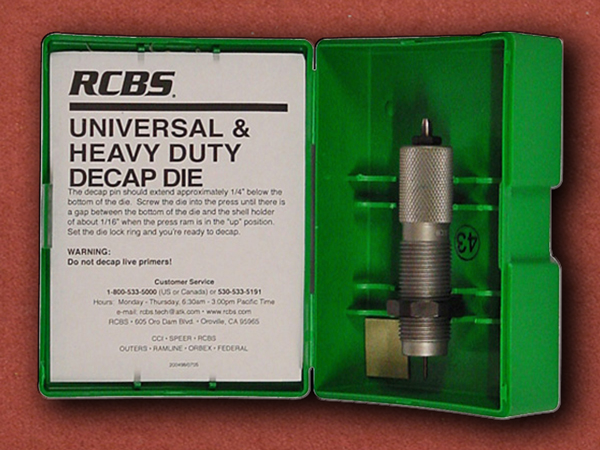 RCBS.
UNIVERSAL &
HEAVY DUTY
DECAP DIE
The decap pin should extend approximately 1/4" below the
bottom of the die. Screw the die into the press until there is
a gap between the bottom of the die and the shell holder
of about 1/16" when the press ram is in the "up" position.
Set the die lock ring and you're ready to decap.
WARNING:
Do not decap live primers!
Customer Service
1-800-533-5000 (US or Canada) or 530-533-5191
Hours: Monday - Thursday, 6:30am - 3:00pm Pacific Time
e-mail: rcbs.tech@atk.com • www.rcbs.com
RCBS • 605 Oro Dam Blvd. • Oroville, CA 95965
CCI • SPEER • RCBS
OUTERS • RAMLINE • ORBEX • FEDERAL
43